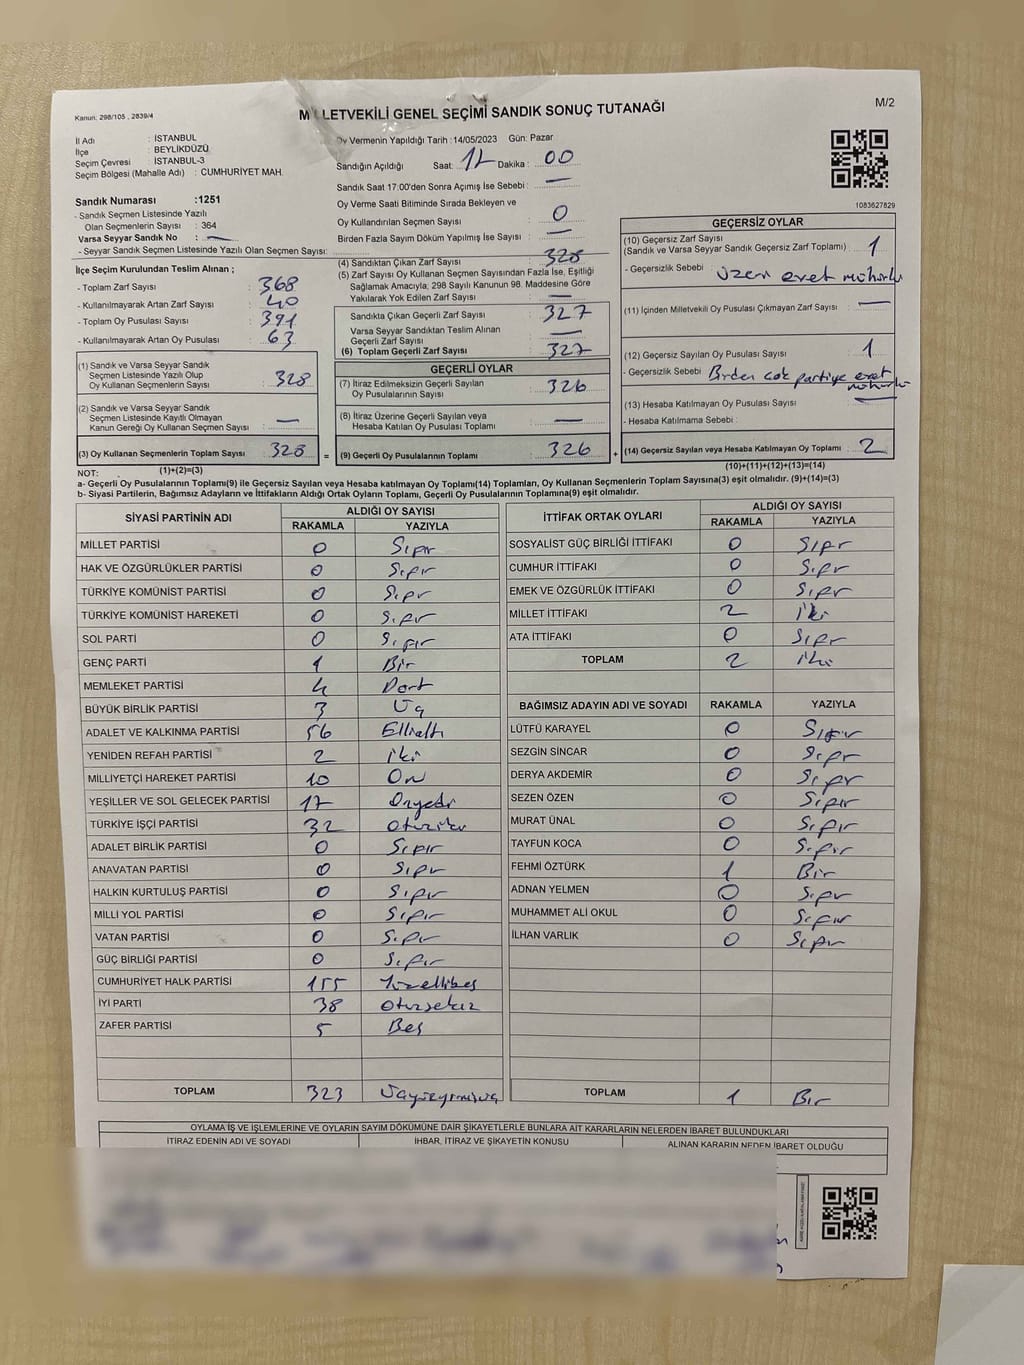 Kanun: 298/105 , 2839/4
MİLLETVEKİLİ GENEL SEÇİMİ SANDIK SONUÇ TUTANAĞI
M/2
İl Adı : İSTANBUL
İlçe : BEYLİKDÜZÜ
Seçim Çevresi : İSTANBUL-3
Seçim Bölgesi (Mahalle Adı) : CUMHURİYET MAH.
Sandık Numarası :1251
- Sandık Seçmen Listesinde Yazılı
Olan Seçmenlerin Sayısı : 364
Varsa Seyyar Sandık No : —
- Seyyar Sandık Seçmen Listesinde Yazılı Olan Seçmen Sayısı:
İlçe Seçim Kurulundan Teslim Alınan ;
- Toplam Zarf Sayısı : 368
- Kullanılmayarak Artan Zarf Sayısı : 40
- Toplam Oy Pusulası Sayısı : 391
- Kullanılmayarak Artan Oy Pusulası : 63
(1) Sandık ve Varsa Seyyar Sandık
Seçmen Listesinde Yazılı Olup
Oy Kullanan Seçmenlerin Sayısı : 328
(2) Sandık ve Varsa Seyyar Sandık
Seçmen Listesinde Kayıtlı Olmayan
Kanun Gereği Oy Kullanan Seçmen Sayısı : —
(3) Oy Kullanan Seçmenlerin Toplam Sayısı : 328
Oy Vermenin Yapıldığı Tarih :14/05/2023 Gün: Pazar
Sandığın Açıldığı Saat: 17 Dakika : 00
Sandık Saat 17:00'den Sonra Açılmış İse Sebebi : —
Oy Verme Saati Bitiminde Sırada Bekleyen ve
Oy Kullandırılan Seçmen Sayısı : 0
Birden Fazla Sayım Döküm Yapılmış İse Sayısı : —
(4) Sandıktan Çıkan Zarf Sayısı : 328
(5) Zarf Sayısı Oy Kullanan Seçmen Sayısından Fazla İse, Eşitliği
Sağlamak Amacıyla; 298 Sayılı Kanunun 98. Maddesine Göre
Yakılarak Yok Edilen Zarf Sayısı : —
Sandıkta Çıkan Geçerli Zarf Sayısı : 327
Varsa Seyyar Sandıktan Teslim Alınan
Geçerli Zarf Sayısı : —
(6) Toplam Geçerli Zarf Sayısı : 327
GEÇERLİ OYLAR
(7) İtiraz Edilmeksizin Geçerli Sayılan
Oy Pusulalarının Sayısı : 326
(8) İtiraz Üzerine Geçerli Sayılan veya
Hesaba Katılan Oy Pusulası Toplamı : —
= (9) Geçerli Oy Pusulalarının Toplamı : 326
1083627829
GEÇERSİZ OYLAR
(10) Geçersiz Zarf Sayısı
(Sandık ve Varsa Seyyar Sandık Geçersiz Zarf Toplamı) : 1
- Geçersizlik Sebebi : üzeri evet mühürlü
(11) İçinden Milletvekili Oy Pusulası Çıkmayan Zarf Sayısı : —
(12) Geçersiz Sayılan Oy Pusulası Sayısı : 1
- Geçersizlik Sebebi : Birden çok partiye evet mühürlü
(13) Hesaba Katılmayan Oy Pusulası Sayısı : —
- Hesaba Katılmama Sebebi :
+ (14) Geçersiz Sayılan veya Hesaba Katılmayan Oy Toplamı : 2
NOT: (1)+(2)=(3) (10)+(11)+(12)+(13)=(14)
a- Geçerli Oy Pusulalarının Toplamı(9) ile Geçersiz Sayılan veya Hesaba katılmayan Oy Toplamı(14) Toplamları, Oy Kullanan Seçmenlerin Toplam Sayısına(3) eşit olmalıdır. (9)+(14)=(3)
b- Siyasi Partilerin, Bağımsız Adayların ve İttifakların Aldığı Ortak Oyların Toplamı, Geçerli Oy Pusulalarının Toplamına(9) eşit olmalıdır.
SİYASİ PARTİNİN ADI ALDIĞI OY SAYISI
RAKAMLA YAZIYLA
MİLLET PARTİSİ 0 Sıfır
HAK VE ÖZGÜRLÜKLER PARTİSİ 0 Sıfır
TÜRKİYE KOMÜNİST PARTİSİ 0 Sıfır
TÜRKİYE KOMÜNİST HAREKETİ 0 Sıfır
SOL PARTİ 0 Sıfır
GENÇ PARTİ 1 Bir
MEMLEKET PARTİSİ 4 Dört
BÜYÜK BİRLİK PARTİSİ 3 Üç
ADALET VE KALKINMA PARTİSİ 56 Ellialtı
YENİDEN REFAH PARTİSİ 2 iki
MİLLİYETÇİ HAREKET PARTİSİ 10 On
YEŞİLLER VE SOL GELECEK PARTİSİ 17 Onyedi
TÜRKİYE İŞÇİ PARTİSİ 32 Otuziki
ADALET BİRLİK PARTİSİ 0 Sıfır
ANAVATAN PARTİSİ 0 Sıfır
HALKIN KURTULUŞ PARTİSİ 0 Sıfır
MİLLİ YOL PARTİSİ 0 Sıfır
VATAN PARTİSİ 0 Sıfır
GÜÇ BİRLİĞİ PARTİSİ 0 Sıfır
CUMHURİYET HALK PARTİSİ 155 Yüzellibeş
İYİ PARTİ 38 Otuzsekiz
ZAFER PARTİSİ 5 Beş
TOPLAM 323 Üçyüzyirmiüç
İTTİFAK ORTAK OYLARI ALDIĞI OY SAYISI
RAKAMLA YAZIYLA
SOSYALİST GÜÇ BİRLİĞİ İTTİFAKI 0 Sıfır
CUMHUR İTTİFAKI 0 Sıfır
EMEK VE ÖZGÜRLÜK İTTİFAKI 0 Sıfır
MİLLET İTTİFAKI 2 İki
ATA İTTİFAKI 0 Sıfır
TOPLAM 2 iki
BAĞIMSIZ ADAYIN ADI VE SOYADI RAKAMLA YAZIYLA
LÜTFÜ KARAYEL 0 Sıfır
SEZGİN SİNCAR 0 Sıfır
DERYA AKDEMİR 0 Sıfır
SEZEN ÖZEN 0 Sıfır
MURAT ÜNAL 0 Sıfır
TAYFUN KOCA 0 Sıfır
FEHMİ ÖZTÜRK 1 Bir
ADNAN YELMEN 0 Sıfır
MUHAMMET ALİ OKUL 0 Sıfır
İLHAN VARLIK 0 Sıfır
TOPLAM 1 Bir
OYLAMA İŞ VE İŞLEMLERİNE VE OYLARIN SAYIM DÖKÜMÜNE DAİR ŞİKAYETLERLE BUNLARA AİT KARARLARIN NELERDEN İBARET BULUNDUKLARI
İTİRAZ EDENİN ADI VE SOYADI İHBAR, İTİRAZ VE ŞİKAYETİN KONUSU ALINAN KARARIN NEDEN İBARET OLDUĞU